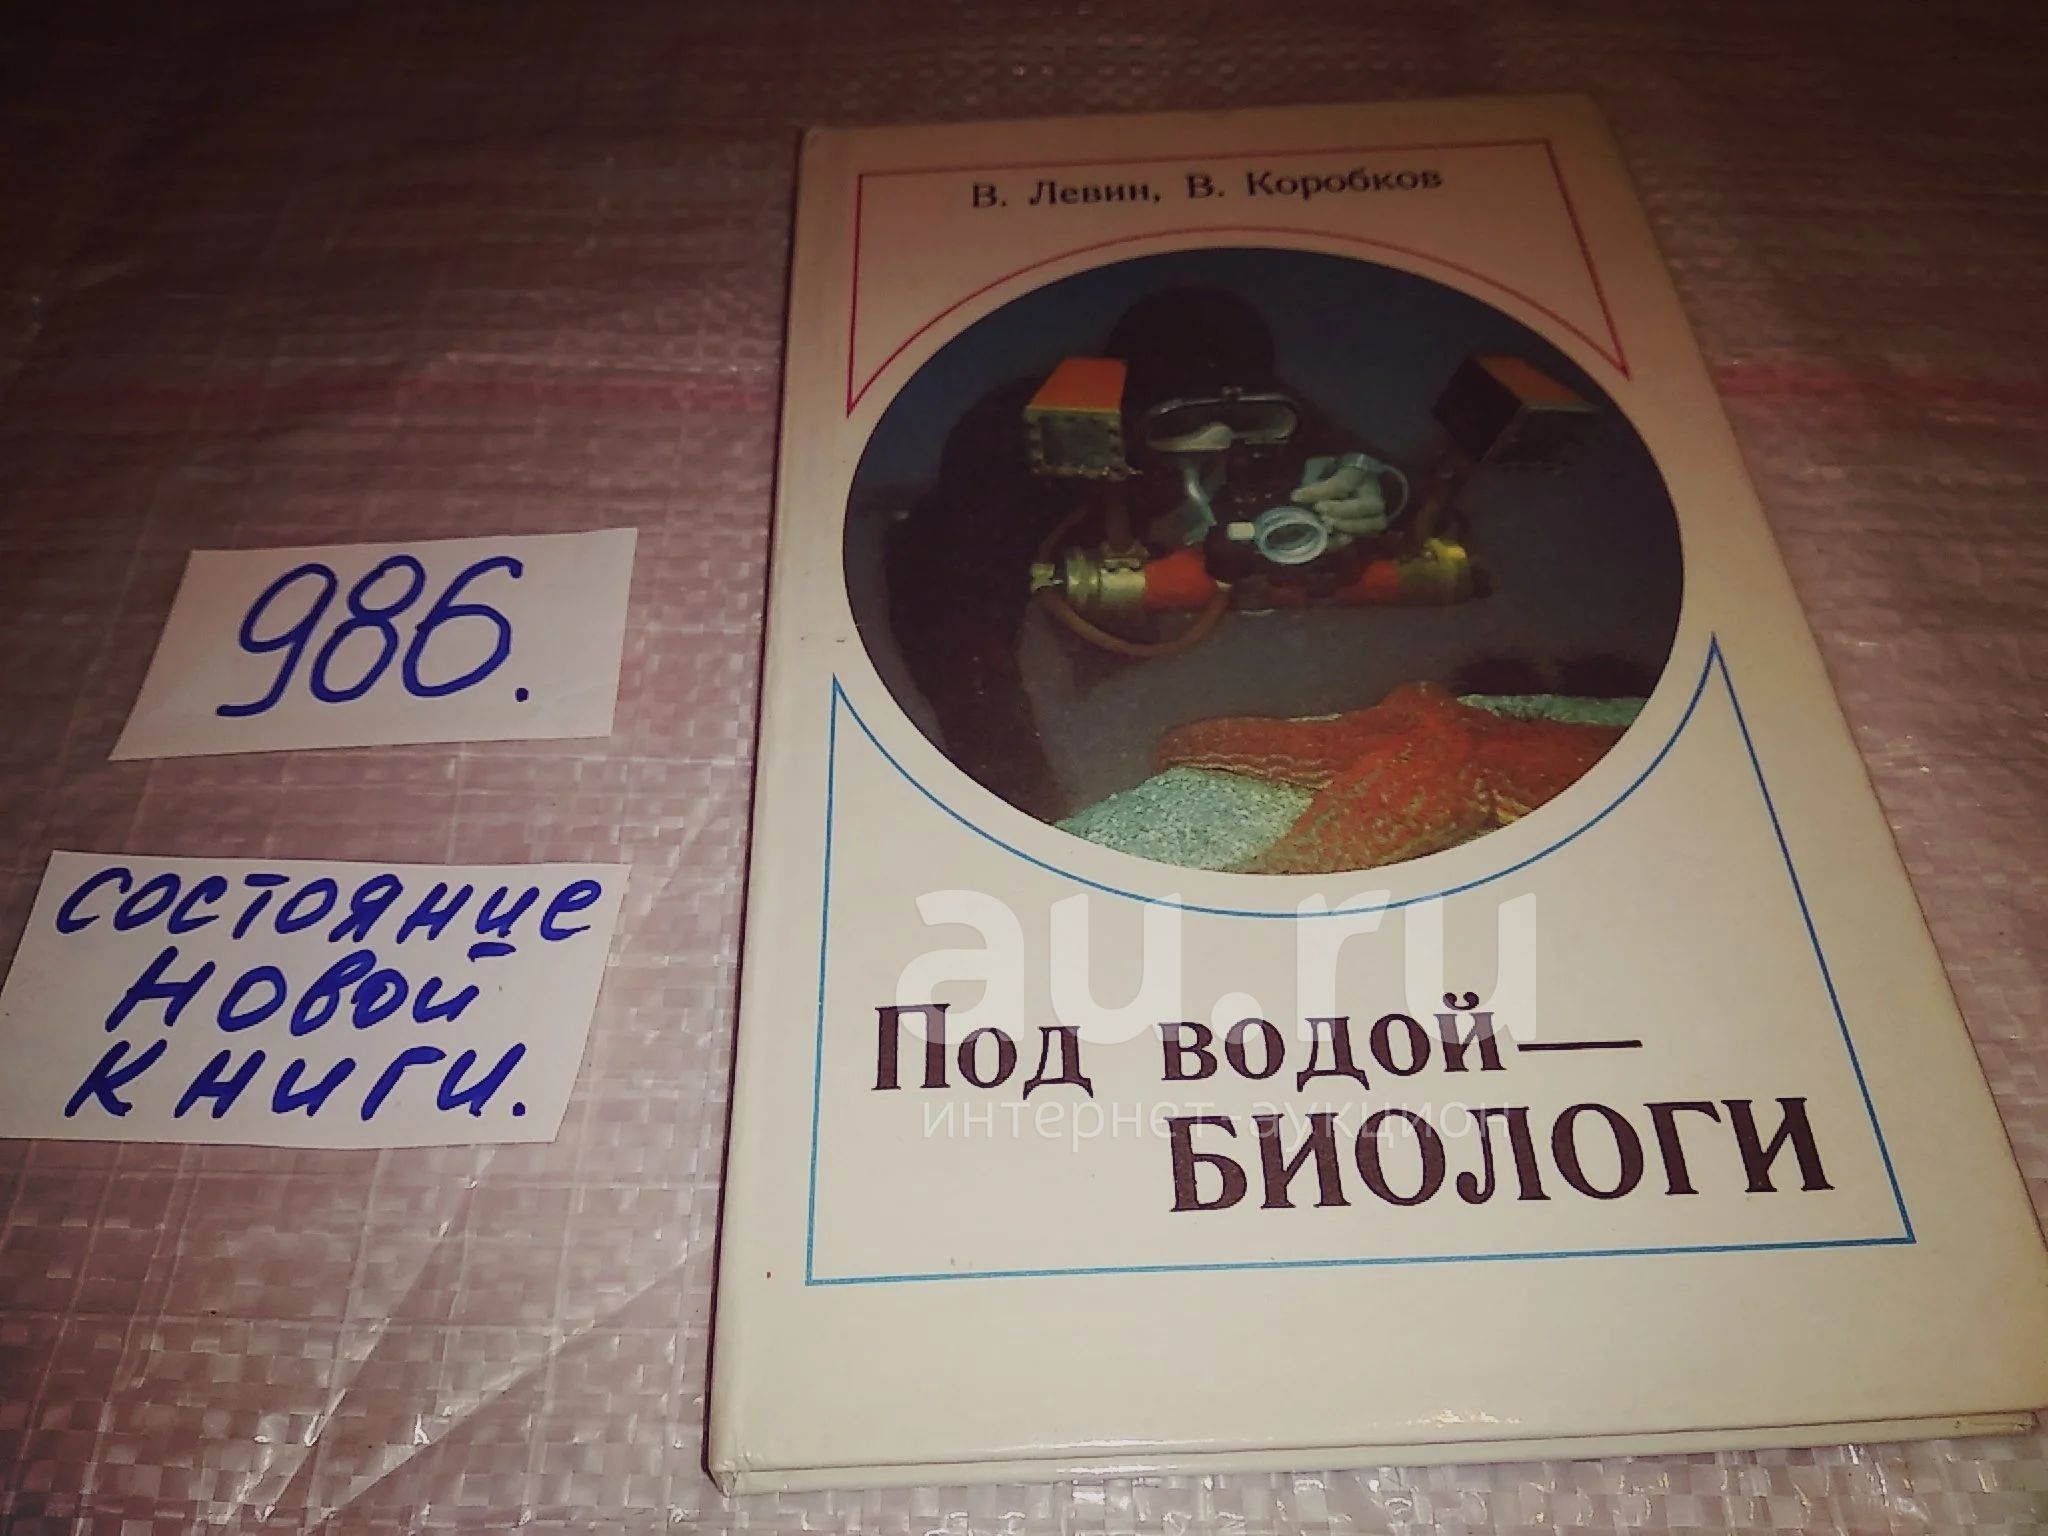 В. Левин, В. Коробков
986.
состояние
новой
книги.
au.ru
Под водой—
интернет-аукцион
БИОЛОГИ